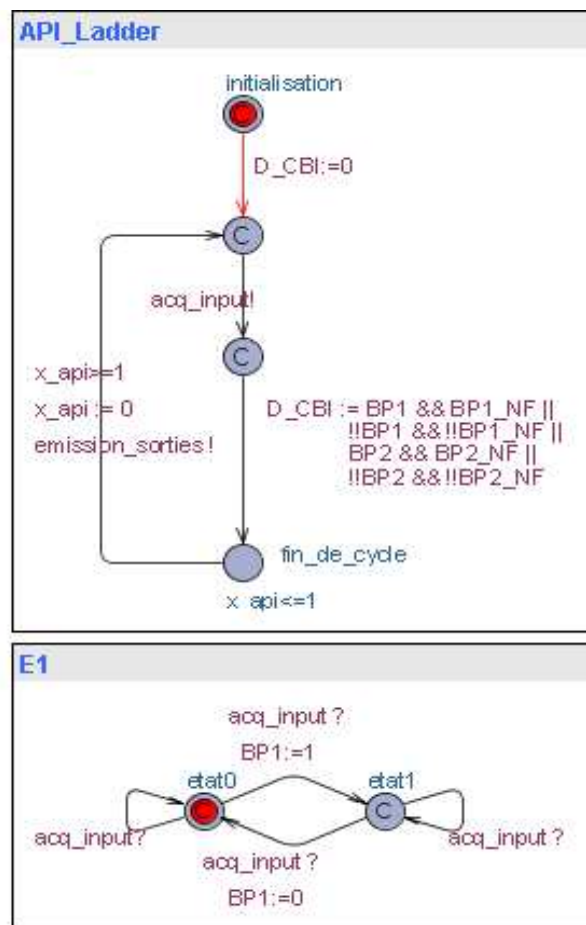 API_Ladder
initialisation
D_CBI:=0
C
acq_input!
C
x_api>=1
x_api := 0
emission_sorties !
D_CBI := BP1 && BP1_NF ||
!!BP1 && !!BP1_NF ||
BP2 && BP2_NF ||
!!BP2 && !!BP2_NF
fin_de_cycle
x_api<=1
E1
acq_input ?
BP1:=1
etat0
etat1
C
C
acq_input?
acq_input ?
acq_input ?
BP1:=0